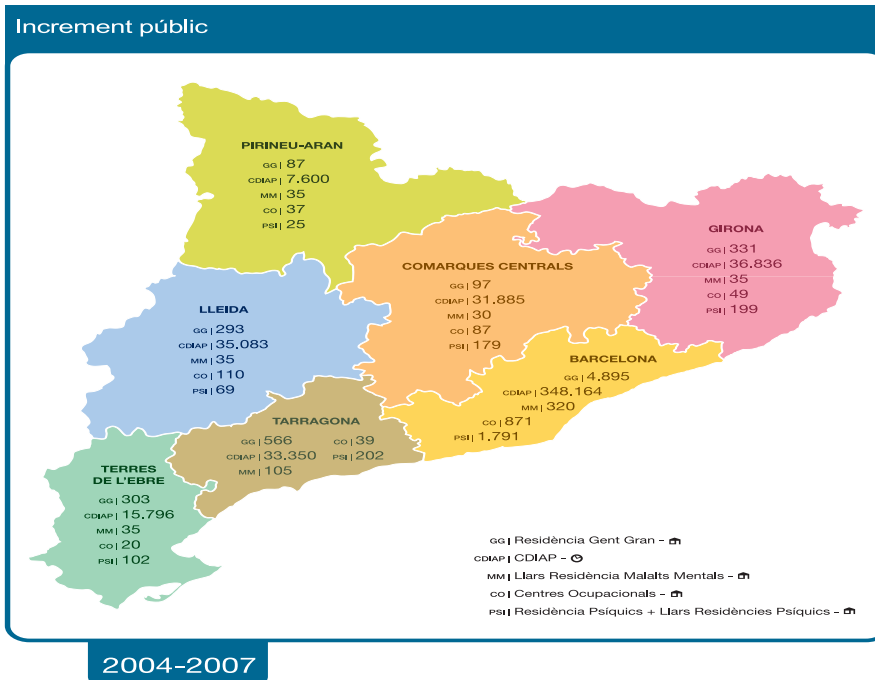 Increment públic
PIRINEU-ARAN
GG | 87
CDIAP | 7.600
MM | 35
CO | 37
PSI | 25
GIRONA
GG | 331
CDIAP | 36.836
MM | 35
CO | 49
PSI | 199
COMARQUES CENTRALS
GG | 97
CDIAP | 31.885
MM | 30
CO | 87
PSI | 179
LLEIDA
GG | 293
CDIAP | 35.083
MM | 35
CO | 110
PSI | 69
BARCELONA
GG | 4.895
CDIAP | 348.164
MM | 320
CO | 871
PSI | 1.791
TARRAGONA
GG | 566 CO | 39
CDIAP | 33.350 PSI | 202
MM | 105
TERRES
DE L'EBRE
GG | 303
CDIAP | 15.796
MM | 35
CO | 20
PSI | 102
GG | Residència Gent Gran -
CDIAP | CDIAP -
MM | Llars Residència Malalts Mentals -
CO | Centres Ocupacionals -
PSI | Residència Psíquics + Llars Residències Psíquics -
2004-2007